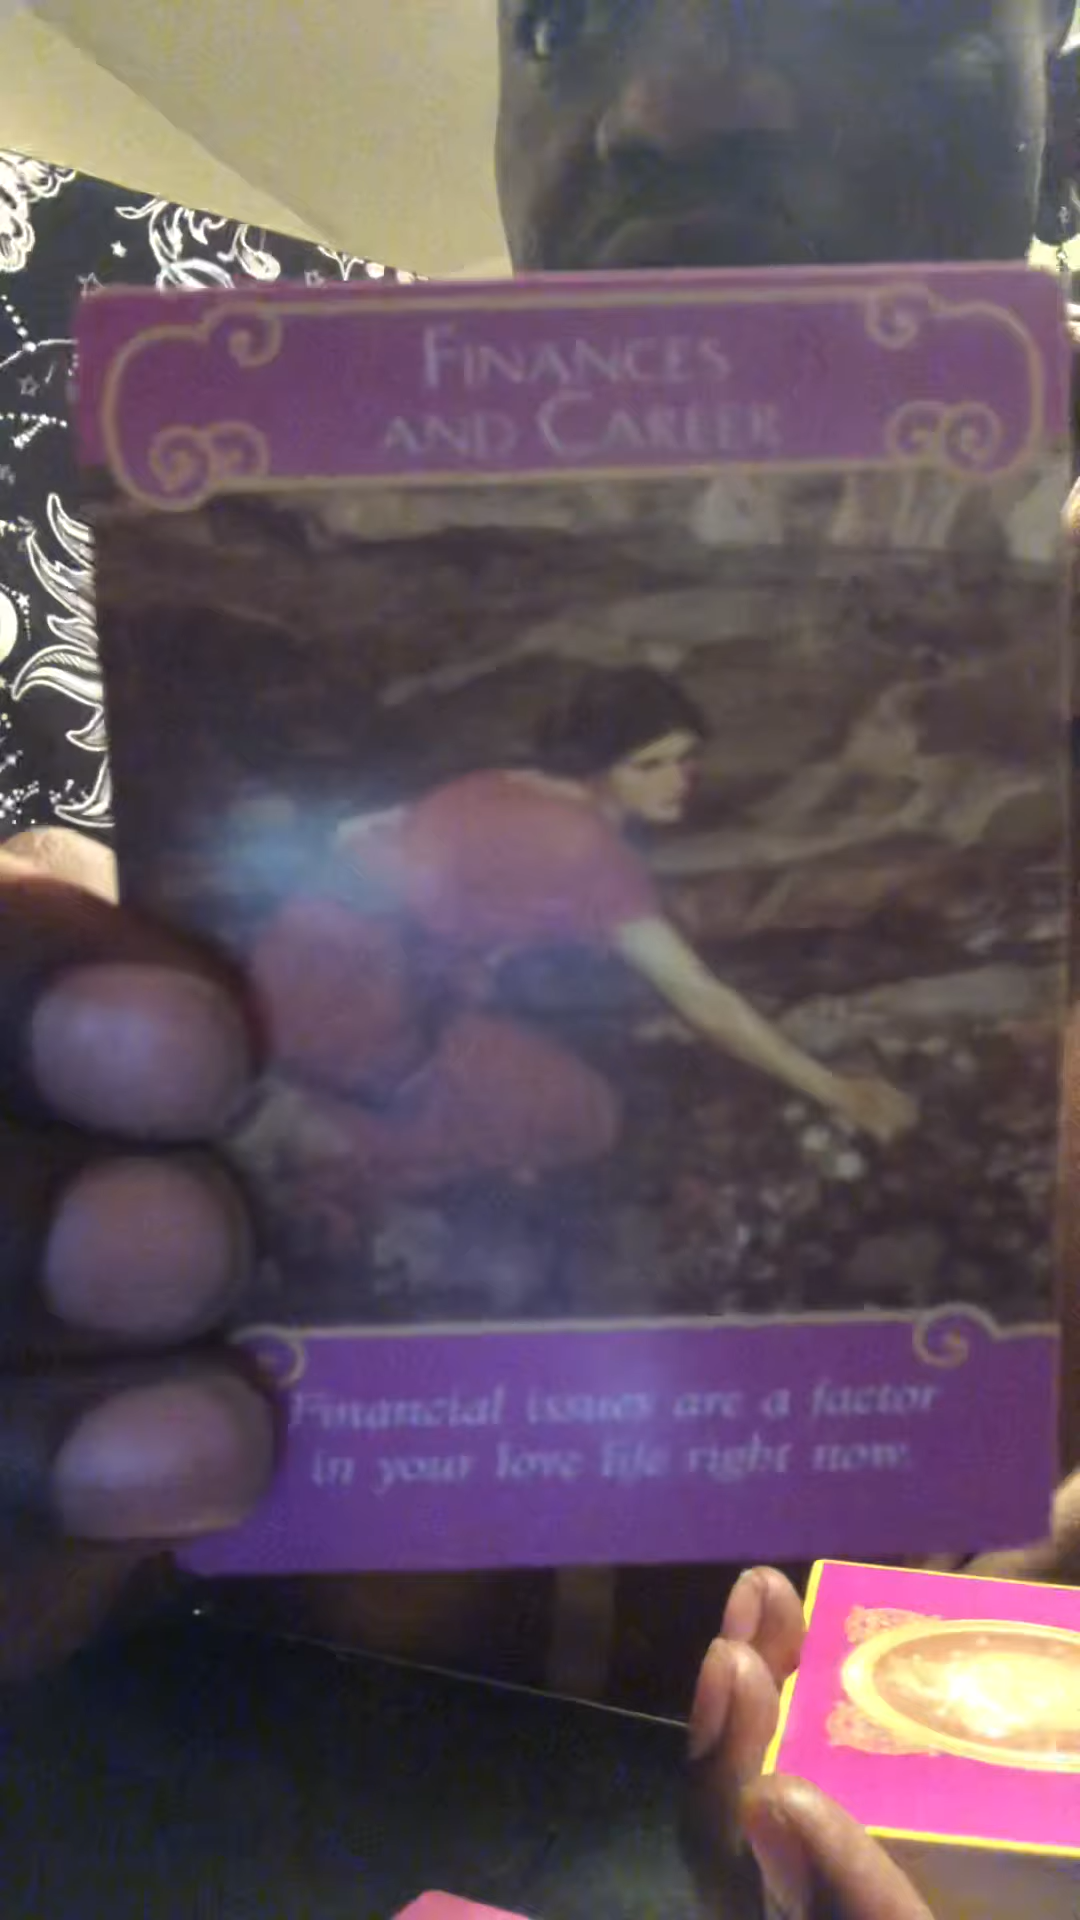 FINANCES
AND CAREER
Financial issues are a factor
in your love life right now.